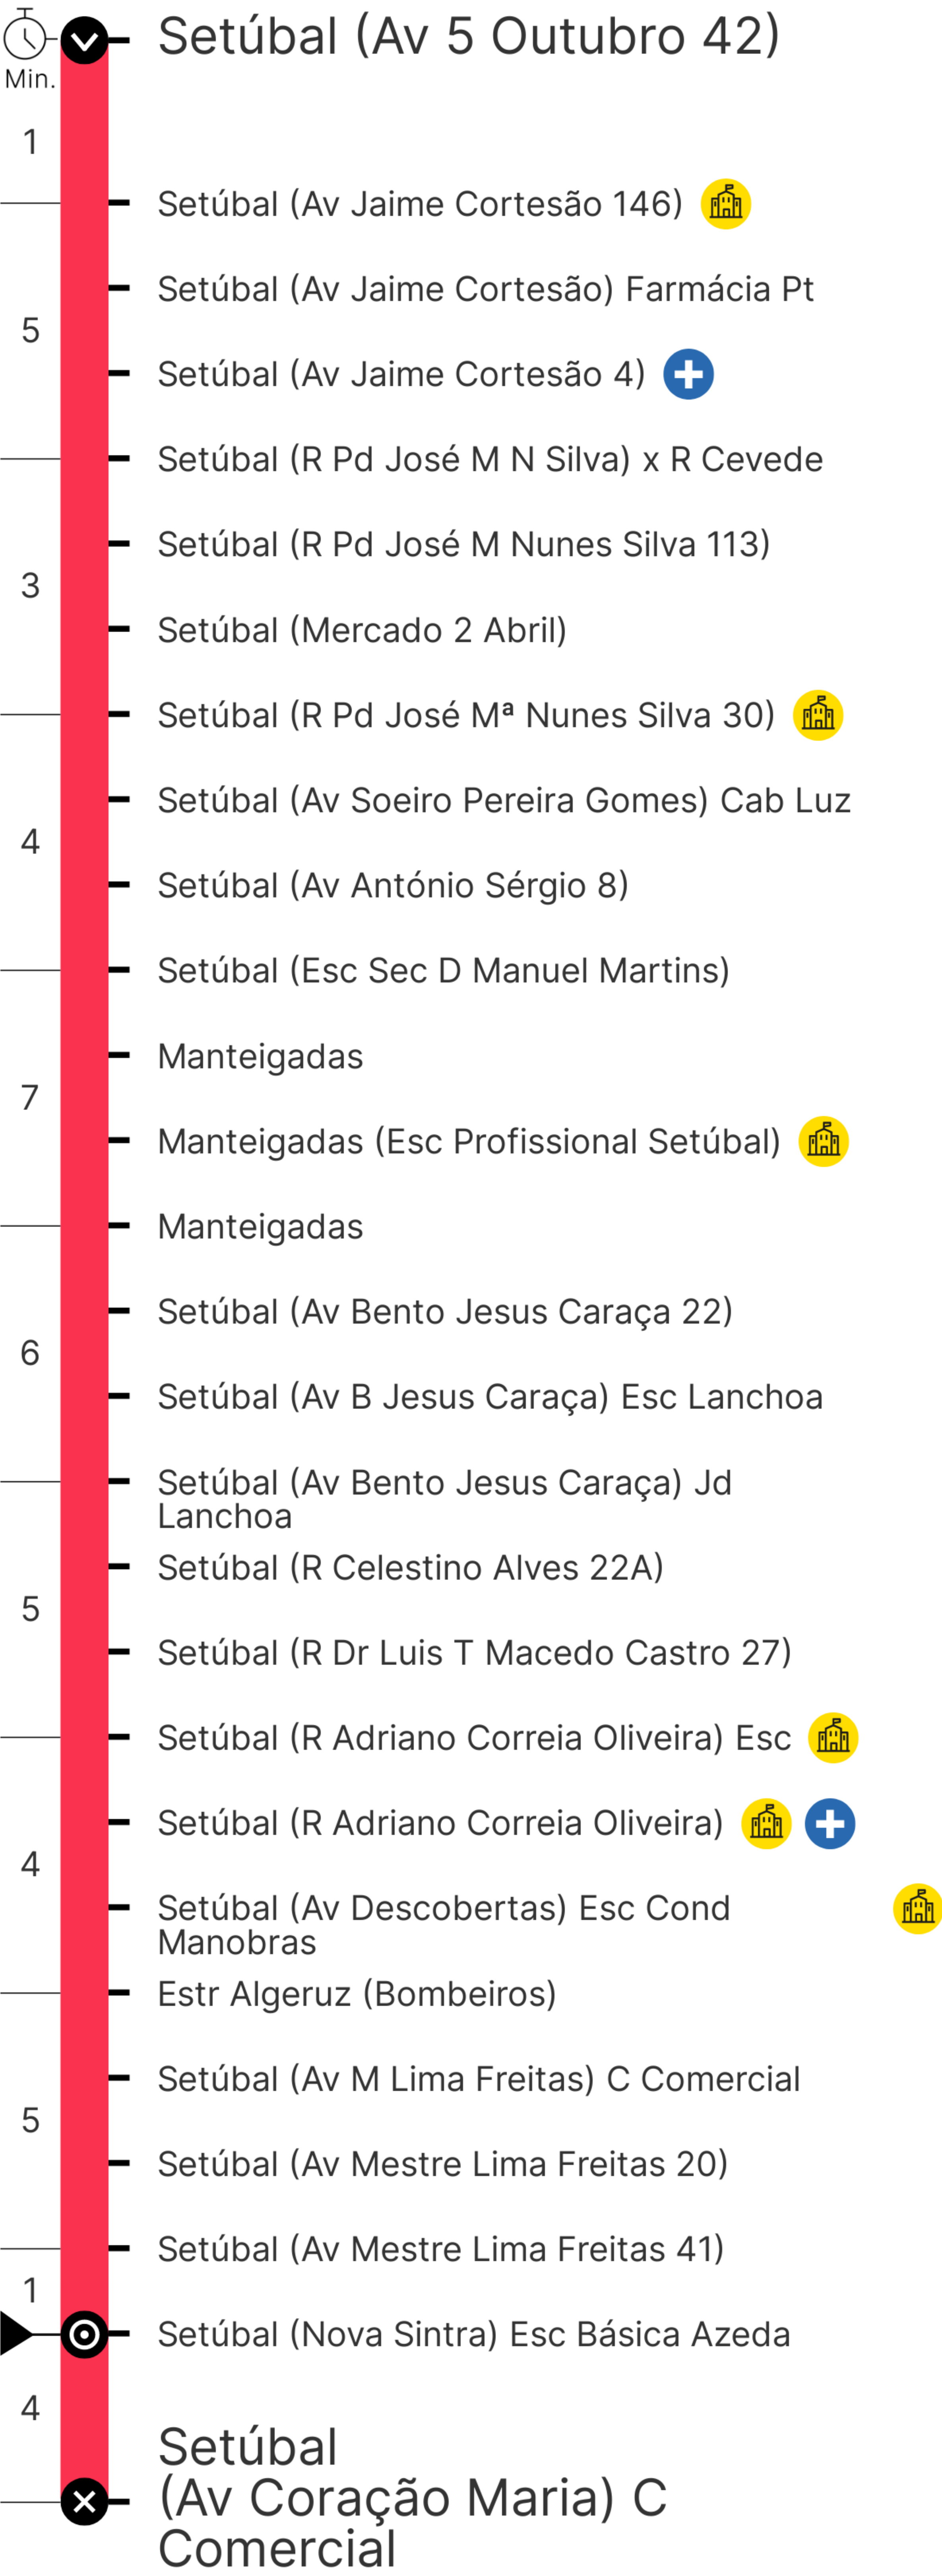 Setúbal (Av 5 Outubro 42)
Min.
1
Setúbal (Av Jaime Cortesão 146)
Setúbal (Av Jaime Cortesão) Farmácia Pt
5
Setúbal (Av Jaime Cortesão 4)
Setúbal (R Pd José M N Silva) x R Cevede
Setúbal (R Pd José M Nunes Silva 113)
3
Setúbal (Mercado 2 Abril)
Setúbal (R Pd José Mª Nunes Silva 30)
Setúbal (Av Soeiro Pereira Gomes) Cab Luz
4
Setúbal (Av António Sérgio 8)
Setúbal (Esc Sec D Manuel Martins)
Manteigadas
7
Manteigadas (Esc Profissional Setúbal)
Manteigadas
Setúbal (Av Bento Jesus Caraça 22)
6
Setúbal (Av B Jesus Caraça) Esc Lanchoa
Setúbal (Av Bento Jesus Caraça) Jd
Lanchoa
Setúbal (R Celestino Alves 22A)
5
Setúbal (R Dr Luis T Macedo Castro 27)
Setúbal (R Adriano Correia Oliveira) Esc
Setúbal (R Adriano Correia Oliveira)
4
Setúbal (Av Descobertas) Esc Cond
Manobras
Estr Algeruz (Bombeiros)
Setúbal (Av M Lima Freitas) C Comercial
5
Setúbal (Av Mestre Lima Freitas 20)
Setúbal (Av Mestre Lima Freitas 41)
1
Setúbal (Nova Sintra) Esc Básica Azeda
4
Setúbal
(Av Coração Maria) C
Comercial